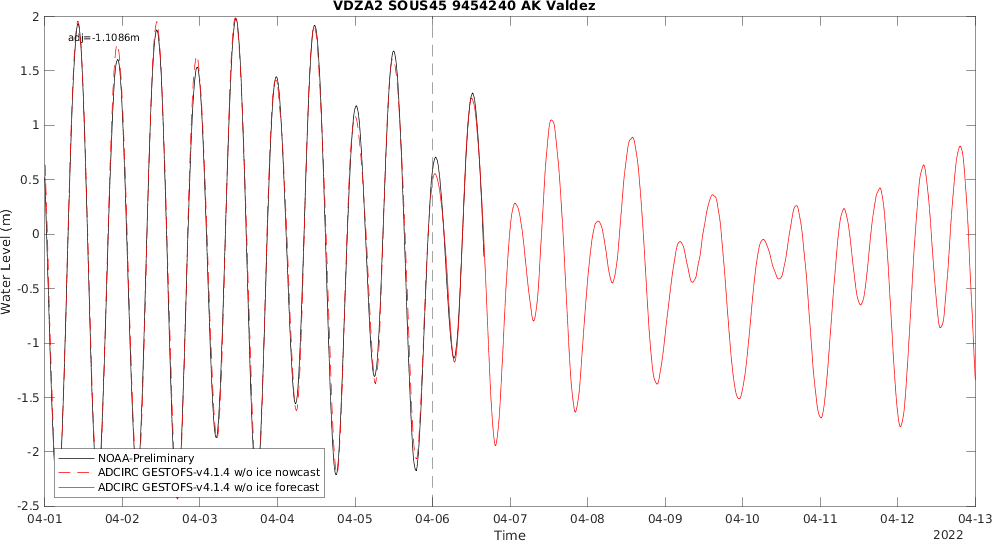 VDZA2 SOUS45 9454240 AK Valdez
adj=-1.1086m
2
1.5
1
0.5
0
-0.5
-1
-1.5
-2
-2.5
Water Level (m)
NOAA-Preliminary
ADCIRC GESTOFS-v4.1.4 w/o ice nowcast
ADCIRC GESTOFS-v4.1.4 w/o ice forecast
04-01 04-02 04-03 04-04 04-05 04-06 04-07 04-08 04-09 04-10 04-11 04-12 04-13
Time
2022